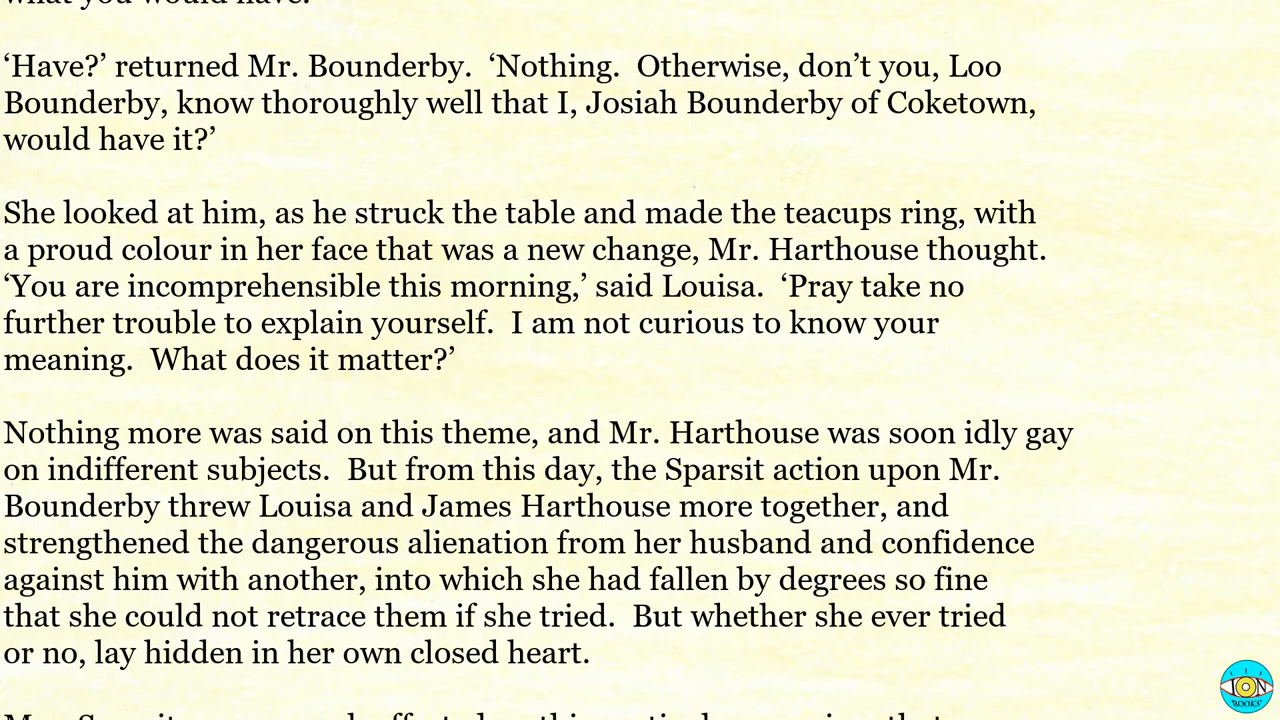 what you would have.’
‘Have?’ returned Mr. Bounderby.  ‘Nothing.  Otherwise, don’t you, Loo
Bounderby, know thoroughly well that I, Josiah Bounderby of Coketown,
would have it?’
She looked at him, as he struck the table and made the teacups ring, with
a proud colour in her face that was a new change, Mr. Harthouse thought.
‘You are incomprehensible this morning,’ said Louisa.  ‘Pray take no
further trouble to explain yourself.  I am not curious to know your
meaning.  What does it matter?’
Nothing more was said on this theme, and Mr. Harthouse was soon idly gay
on indifferent subjects.  But from this day, the Sparsit action upon Mr.
Bounderby threw Louisa and James Harthouse more together, and
strengthened the dangerous alienation from her husband and confidence
against him with another, into which she had fallen by degrees so fine
that she could not retrace them if she tried.  But whether she ever tried
or no, lay hidden in her own closed heart.
ION
BOOKS